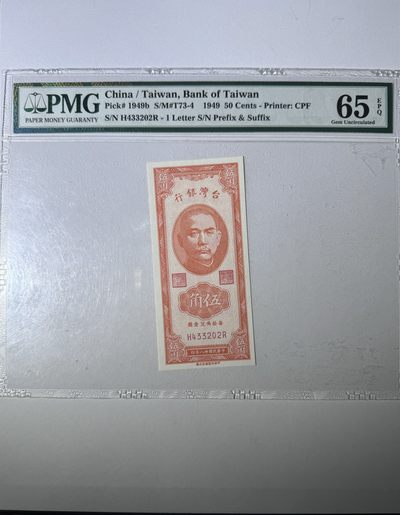 PMG
PAPER MONEY GUARANTY
China / Taiwan, Bank of Taiwan
Pick# 1949b S/M#T73-4 1949 50 Cents - Printer: CPF
S/N H433202R - 1 Letter S/N Prefix & Suffix
65 EPQ
Gem Uncirculated
行銀灣台
角伍
H433202R